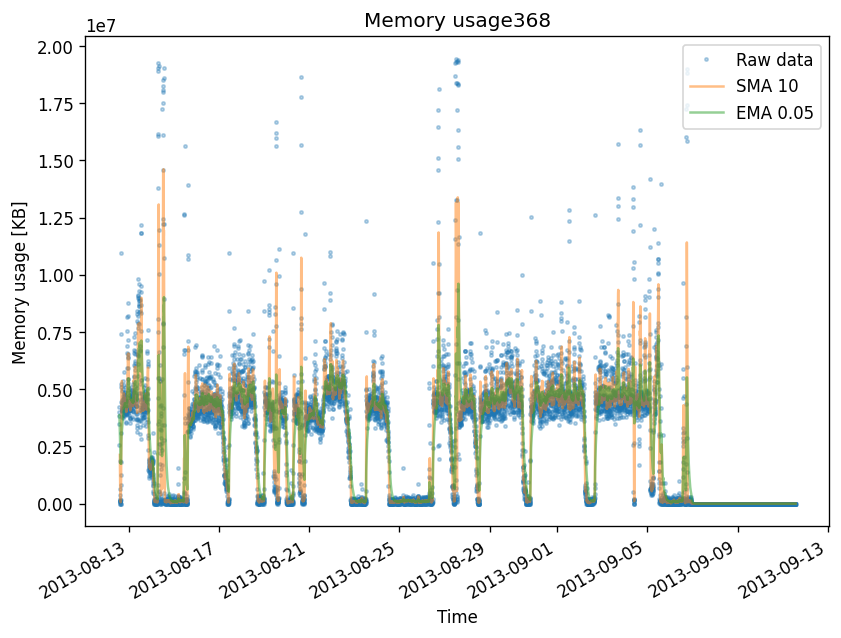 Memory usage368
1e7
Raw data
SMA 10
EMA 0.05
2.00
1.75
1.50
1.25
1.00
0.75
0.50
0.25
0.00
Memory usage [KB]
2013-08-13
2013-08-17
2013-08-21
2013-08-25
2013-08-29
2013-09-01
2013-09-05
2013-09-09
2013-09-13
Time